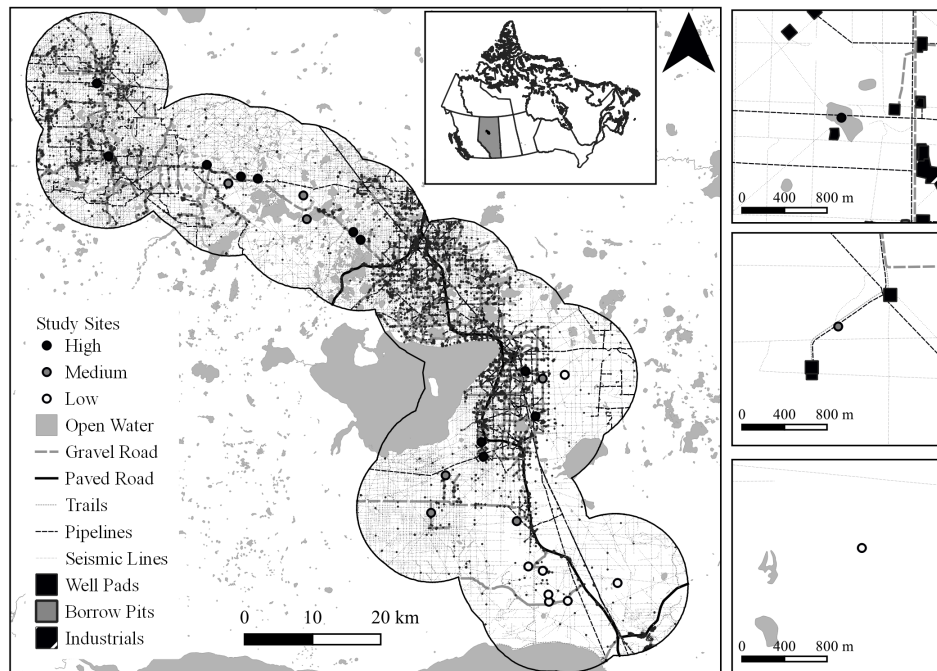 Study Sites
High
Medium
Low
Open Water
Gravel Road
Paved Road
Trails
Pipelines
Seismic Lines
Well Pads
Borrow Pits
Industrials
0 10 20 km
0 400 800 m
0 400 800 m
0 400 800 m